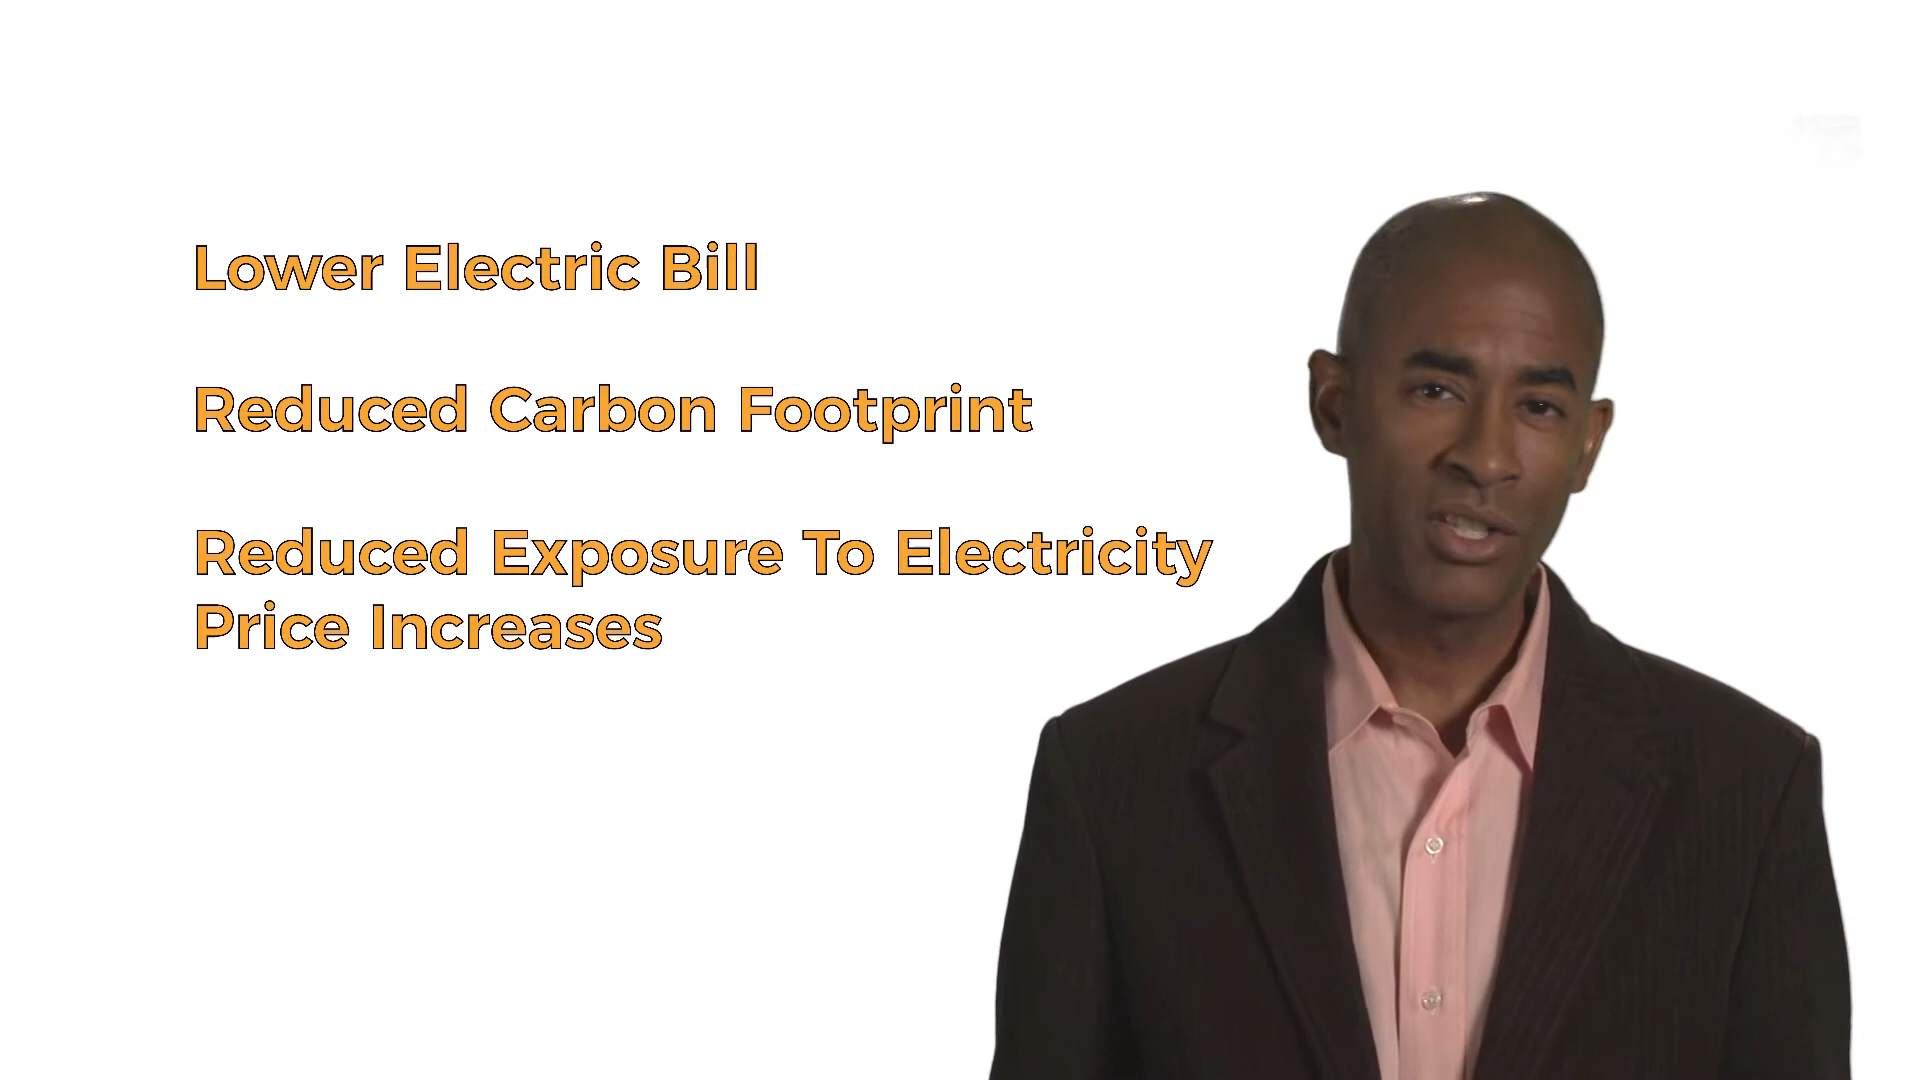 Lower Electric Bill
Reduced Carbon Footprint
Reduced Exposure To Electricity
Price Increases